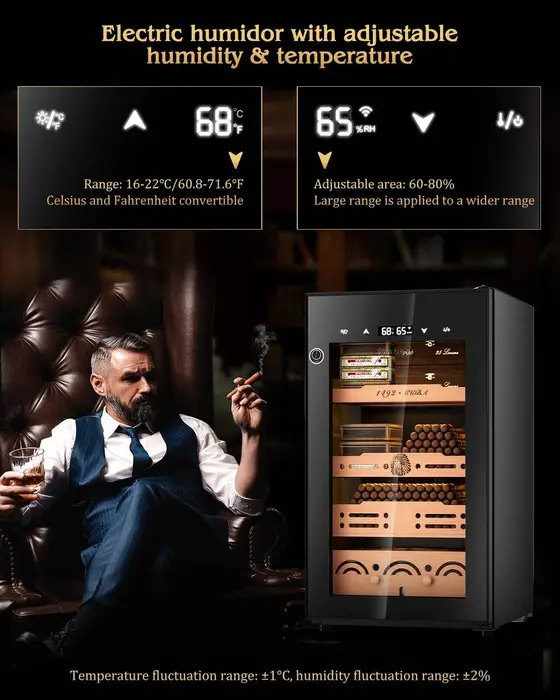 Electric humidor with adjustable
humidity & temperature
°C
°F
68 °C °F
65 %RH
Range: 16-22°C/60.8-71.6°F
Celsius and Fahrenheit convertible
Adjustable area: 60-80%
Large range is applied to a wider range
68 65
1492 • CUBA
Temperature fluctuation range: ±1°C, humidity fluctuation range: ±2%